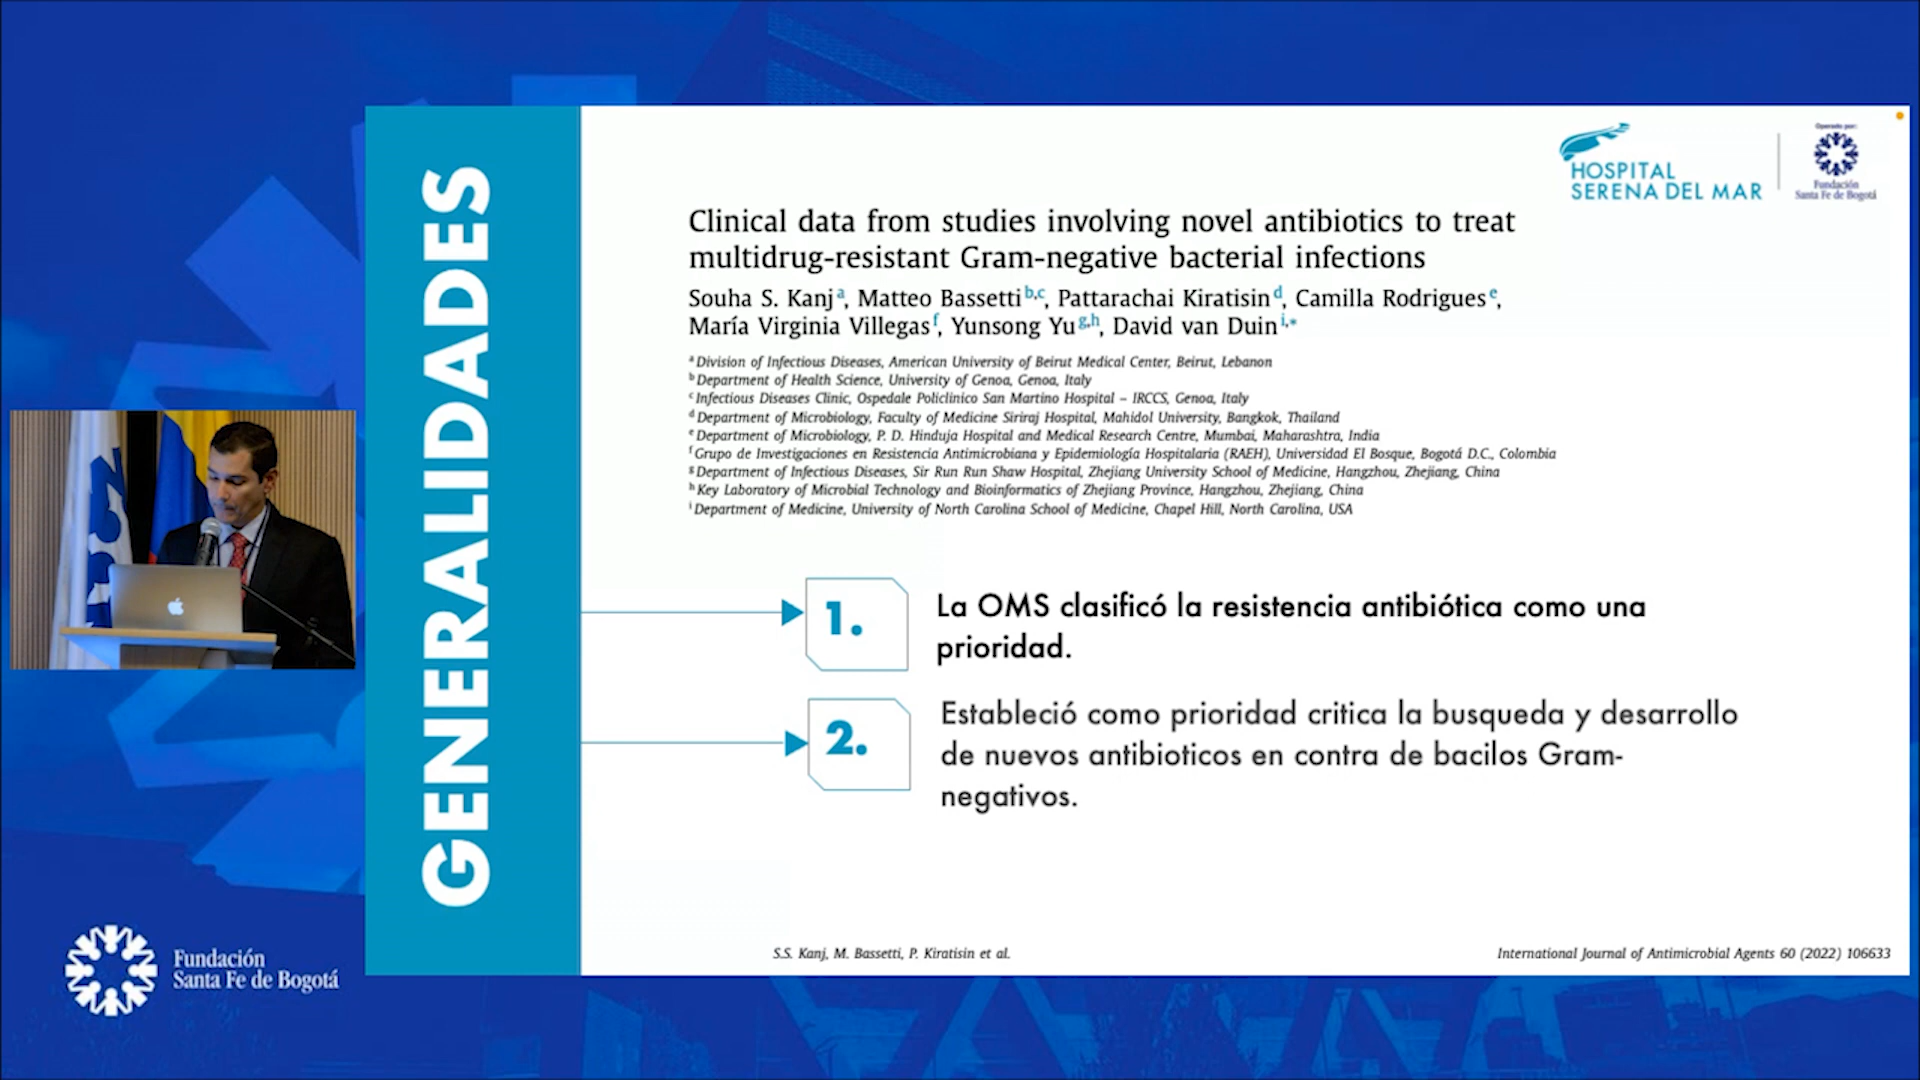 GENERALIDADES
HOSPITAL
SERENA DEL MAR
Operado por:
Fundación
Santa Fe de Bogotá
Clinical data from studies involving novel antibiotics to treat
multidrug-resistant Gram-negative bacterial infections
Souha S. Kanj a, Matteo Bassetti b,c, Pattarachai Kiratisin d, Camilla Rodrigues e,
María Virginia Villegas f, Yunsong Yu g,h, David van Duin i,*
a Division of Infectious Diseases, American University of Beirut Medical Center, Beirut, Lebanon
b Department of Health Science, University of Genoa, Genoa, Italy
c Infectious Diseases Clinic, Ospedale Policlinico San Martino Hospital – IRCCS, Genoa, Italy
d Department of Microbiology, Faculty of Medicine Siriraj Hospital, Mahidol University, Bangkok, Thailand
e Department of Microbiology, P. D. Hinduja Hospital and Medical Research Centre, Mumbai, Maharashtra, India
f Grupo de Investigaciones en Resistencia Antimicrobiana y Epidemiología Hospitalaria (RAEH), Universidad El Bosque, Bogotá D.C., Colombia
g Department of Infectious Diseases, Sir Run Run Shaw Hospital, Zhejiang University School of Medicine, Hangzhou, Zhejiang, China
h Key Laboratory of Microbial Technology and Bioinformatics of Zhejiang Province, Hangzhou, Zhejiang, China
i Department of Medicine, University of North Carolina School of Medicine, Chapel Hill, North Carolina, USA
1. La OMS clasificó la resistencia antibiótica como una
prioridad.
2. Estableció como prioridad critica la busqueda y desarrollo
de nuevos antibioticos en contra de bacilos Gram-
negativos.
S.S. Kanj, M. Bassetti, P. Kiratisin et al.
International Journal of Antimicrobial Agents 60 (2022) 106633
Fundación
Santa Fe de Bogotá